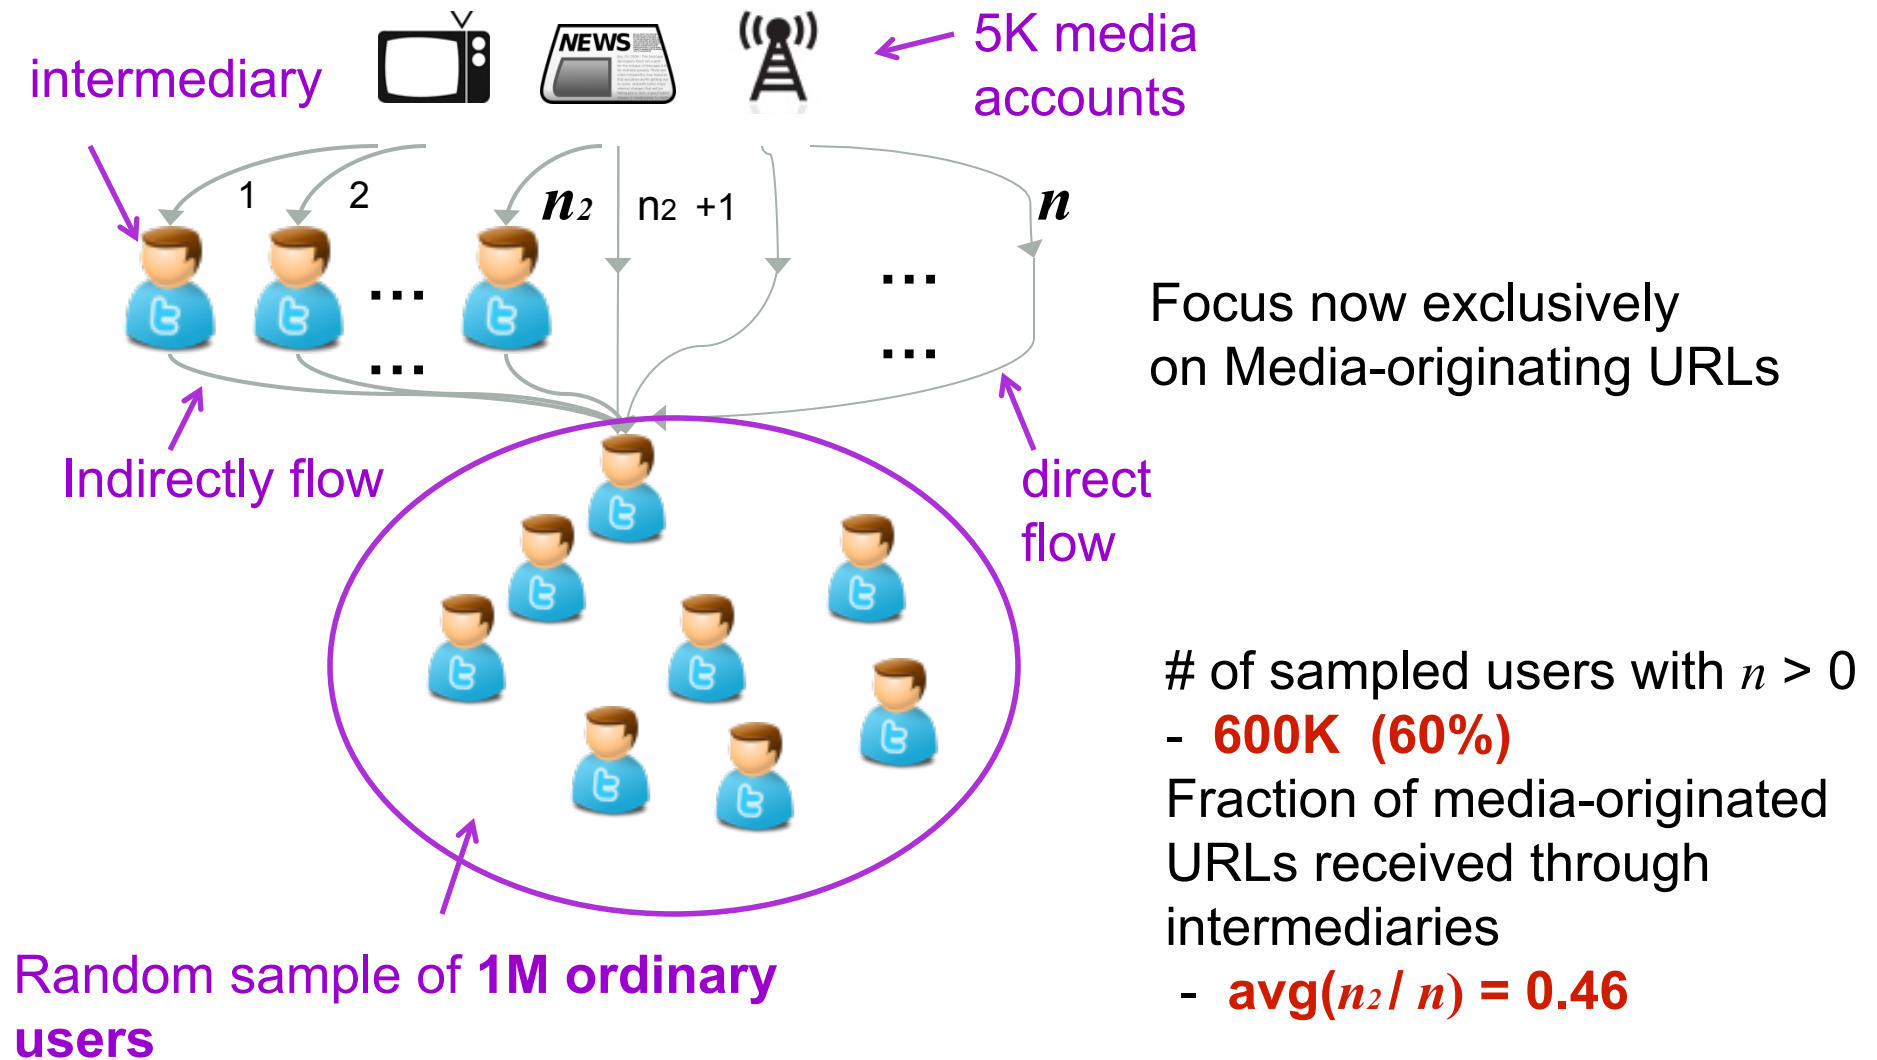 intermediary
NEWS
5K media
accounts
1
2
n2
n2 +1
n
...
...
...
...
Focus now exclusively
on Media-originating URLs
Indirectly flow
direct
flow
# of sampled users with n > 0
- 600K (60%)
Fraction of media-originated
URLs received through
intermediaries
- avg(n2 / n) = 0.46
Random sample of 1M ordinary
users